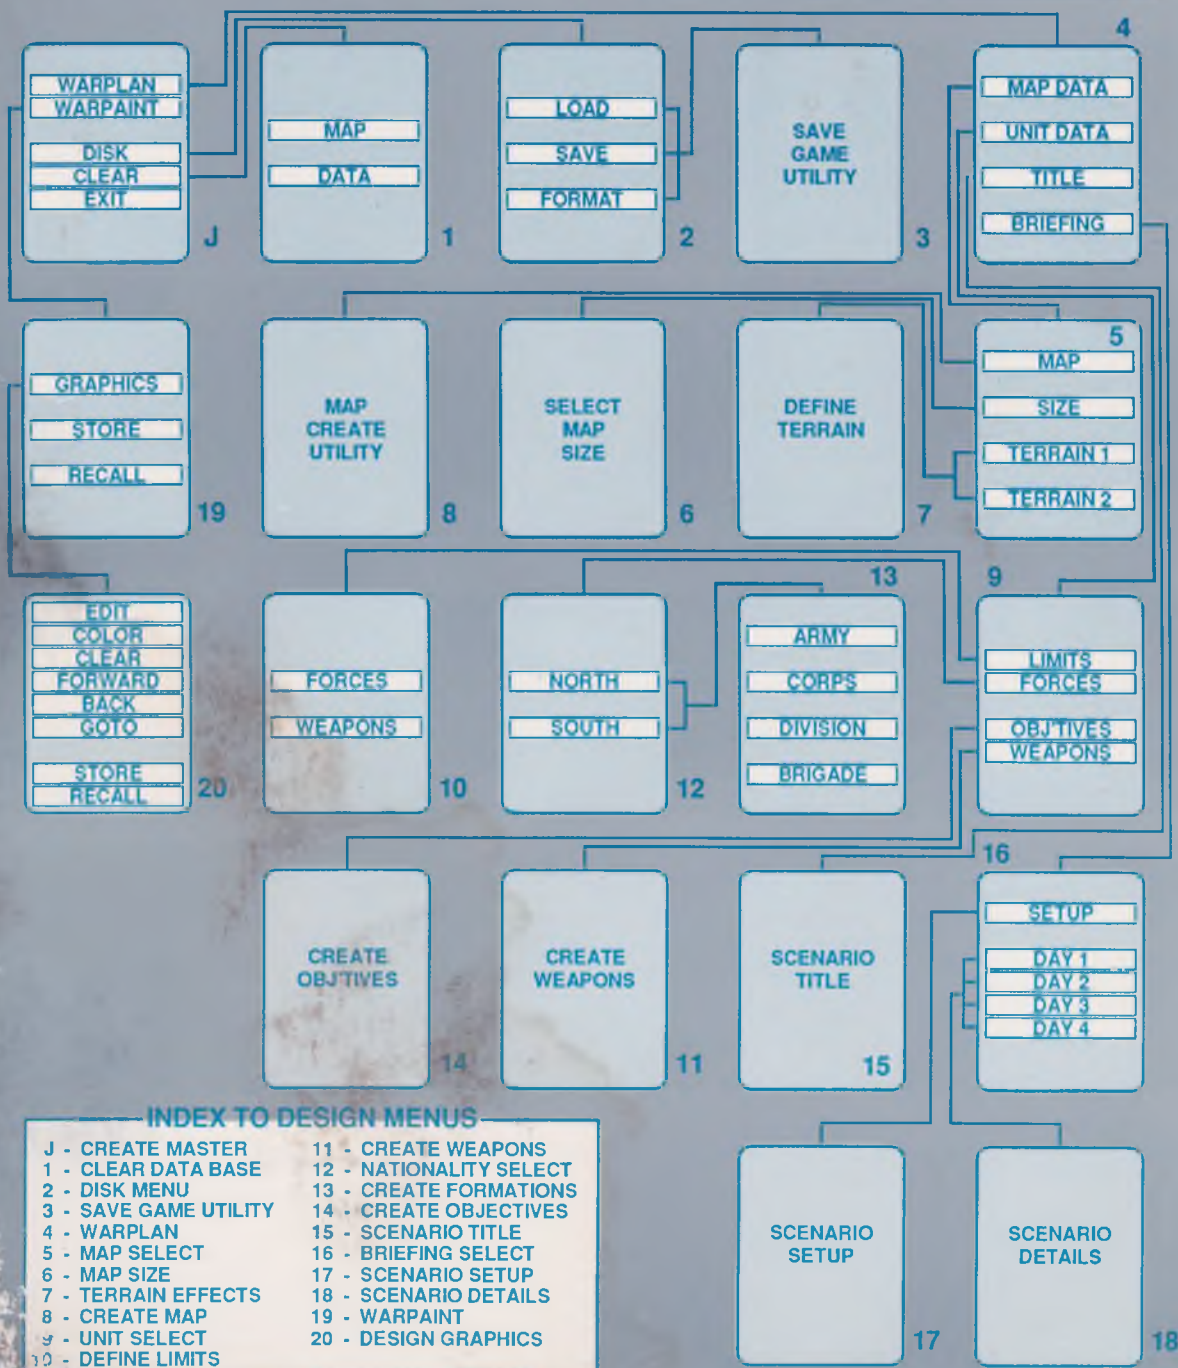 4
WARPLAN
WARPAINT
DISK
CLEAR
EXIT
J
MAP
DATA
1
LOAD
SAVE
FORMAT
2
SAVE
GAME
UTILITY
3
MAP DATA
UNIT DATA
TITLE
BRIEFING
GRAPHICS
STORE
RECALL
19
MAP
CREATE
UTILITY
8
SELECT
MAP
SIZE
6
DEFINE
TERRAIN
7
5
MAP
SIZE
TERRAIN 1
TERRAIN 2
EDIT
COLOR
CLEAR
FORWARD
BACK
GOTO
STORE
RECALL
20
FORCES
WEAPONS
10
NORTH
SOUTH
12
13
ARMY
CORPS
DIVISION
BRIGADE
9
LIMITS
FORCES
OBJ'TIVES
WEAPONS
CREATE
OBJ'TIVES
14
CREATE
WEAPONS
11
SCENARIO
TITLE
15
16
SETUP
DAY 1
DAY 2
DAY 3
DAY 4
SCENARIO
SETUP
17
SCENARIO
DETAILS
18
INDEX TO DESIGN MENUS
J - CREATE MASTER
1 - CLEAR DATA BASE
2 - DISK MENU
3 - SAVE GAME UTILITY
4 - WARPLAN
5 - MAP SELECT
6 - MAP SIZE
7 - TERRAIN EFFECTS
8 - CREATE MAP
9 - UNIT SELECT
10 - DEFINE LIMITS
11 - CREATE WEAPONS
12 - NATIONALITY SELECT
13 - CREATE FORMATIONS
14 - CREATE OBJECTIVES
15 - SCENARIO TITLE
16 - BRIEFING SELECT
17 - SCENARIO SETUP
18 - SCENARIO DETAILS
19 - WARPAINT
20 - DESIGN GRAPHICS